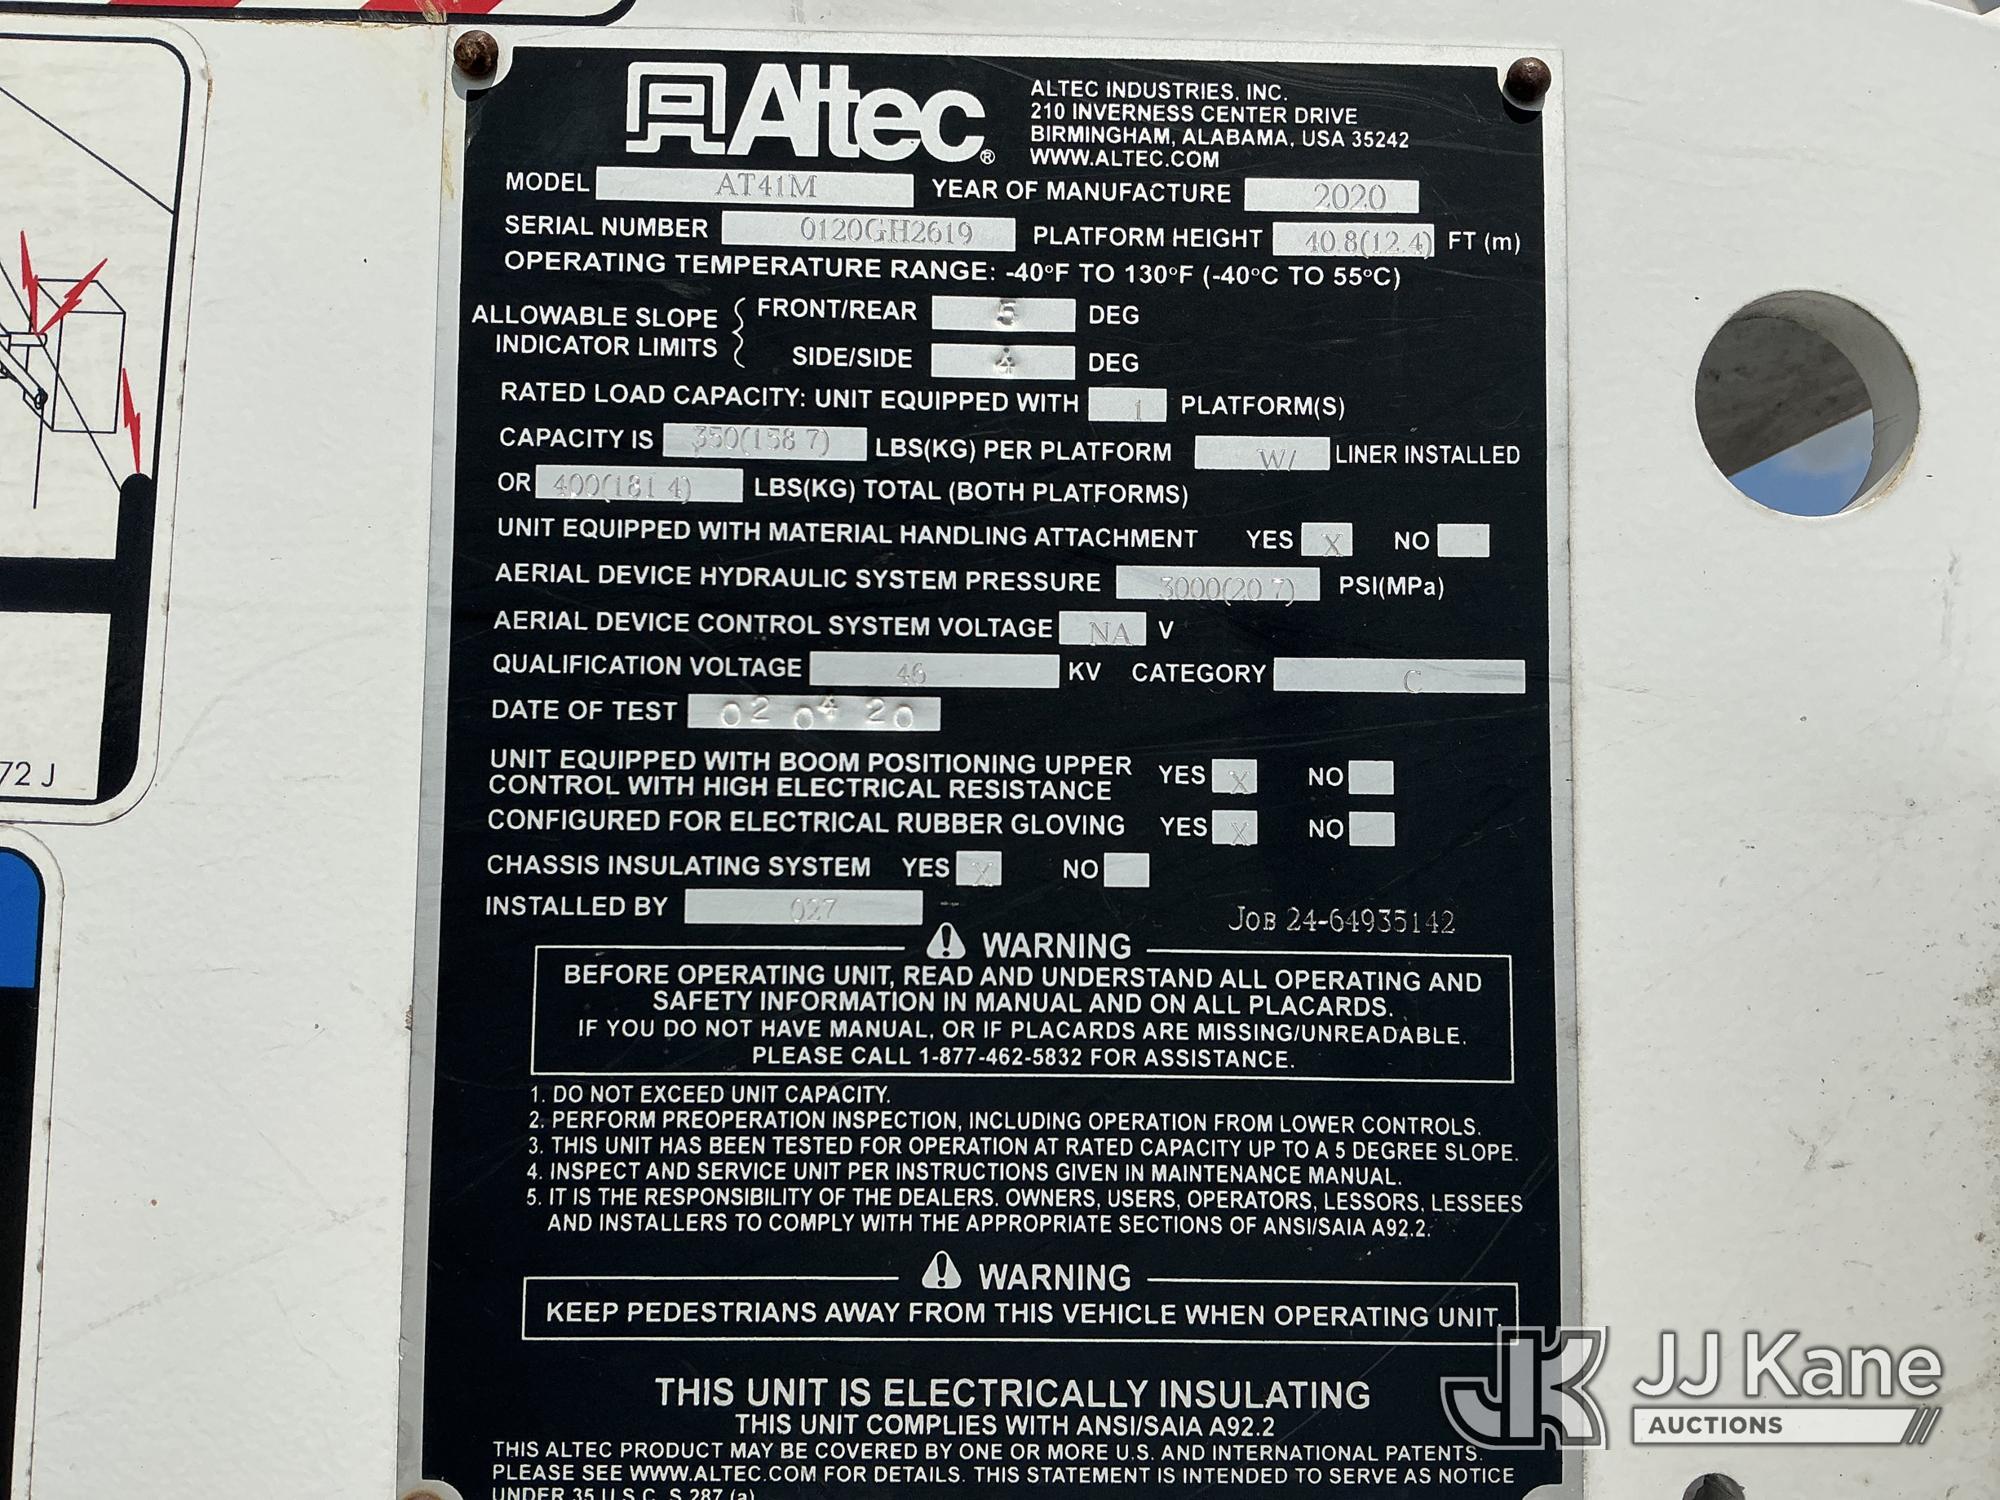 Altec®
ALTEC INDUSTRIES, INC.
210 INVERNESS CENTER DRIVE
BIRMINGHAM, ALABAMA, USA 35242
WWW.ALTEC.COM
MODEL AT41M YEAR OF MANUFACTURE 2020
SERIAL NUMBER 0120GH2619 PLATFORM HEIGHT 40.8(12.4) FT (m)
OPERATING TEMPERATURE RANGE: -40°F TO 130°F (-40°C TO 55°C)
ALLOWABLE SLOPE INDICATOR LIMITS
FRONT/REAR 5 DEG
SIDE/SIDE 4 DEG
RATED LOAD CAPACITY: UNIT EQUIPPED WITH 1 PLATFORM(S)
CAPACITY IS 350(158 7) LBS(KG) PER PLATFORM W/ LINER INSTALLED
OR 400(181 4) LBS(KG) TOTAL (BOTH PLATFORMS)
UNIT EQUIPPED WITH MATERIAL HANDLING ATTACHMENT YES X NO
AERIAL DEVICE HYDRAULIC SYSTEM PRESSURE 3000(20 7) PSI(MPa)
AERIAL DEVICE CONTROL SYSTEM VOLTAGE NA V
QUALIFICATION VOLTAGE 46 KV CATEGORY C
DATE OF TEST 02 04 20
UNIT EQUIPPED WITH BOOM POSITIONING UPPER
CONTROL WITH HIGH ELECTRICAL RESISTANCE YES X NO
CONFIGURED FOR ELECTRICAL RUBBER GLOVING YES X NO
CHASSIS INSULATING SYSTEM YES X NO
INSTALLED BY 027
JOB 24-64935142
WARNING
BEFORE OPERATING UNIT, READ AND UNDERSTAND ALL OPERATING AND
SAFETY INFORMATION IN MANUAL AND ON ALL PLACARDS.
IF YOU DO NOT HAVE MANUAL, OR IF PLACARDS ARE MISSING/UNREADABLE,
PLEASE CALL 1-877-462-5832 FOR ASSISTANCE.
1. DO NOT EXCEED UNIT CAPACITY.
2. PERFORM PREOPERATION INSPECTION, INCLUDING OPERATION FROM LOWER CONTROLS.
3. THIS UNIT HAS BEEN TESTED FOR OPERATION AT RATED CAPACITY UP TO A 5 DEGREE SLOPE.
4. INSPECT AND SERVICE UNIT PER INSTRUCTIONS GIVEN IN MAINTENANCE MANUAL.
5. IT IS THE RESPONSIBILITY OF THE DEALERS, OWNERS, USERS, OPERATORS, LESSORS, LESSEES
AND INSTALLERS TO COMPLY WITH THE APPROPRIATE SECTIONS OF ANSI/SAIA A92.2.
WARNING
KEEP PEDESTRIANS AWAY FROM THIS VEHICLE WHEN OPERATING UNIT.
THIS UNIT IS ELECTRICALLY INSULATING
THIS UNIT COMPLIES WITH ANSI/SAIA A92.2
THIS ALTEC PRODUCT MAY BE COVERED BY ONE OR MORE U.S. AND INTERNATIONAL PATENTS.
PLEASE SEE WWW.ALTEC.COM FOR DETAILS. THIS STATEMENT IS INTENDED TO SERVE AS NOTICE
UNDER 35 U.S.C. S 287 (a)
72 J
JK JJ Kane
AUCTIONS